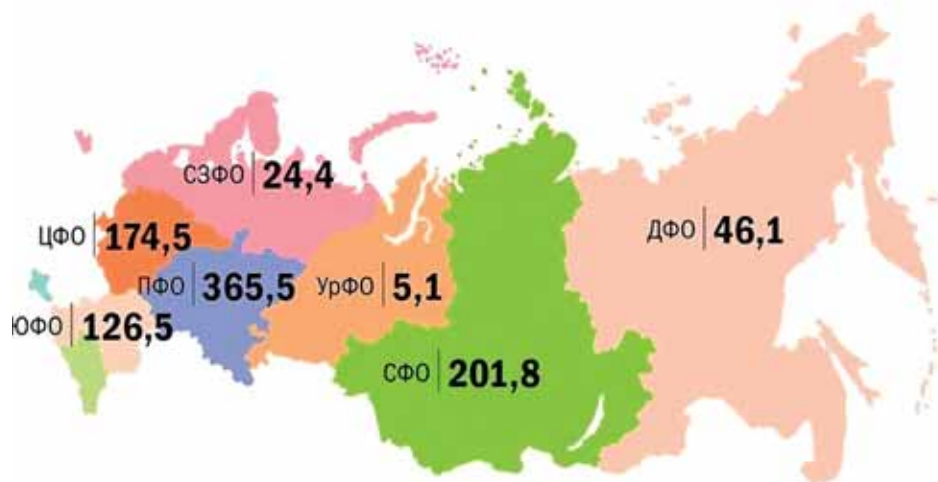 СЗФО 24,4
ЦФО 174,5
ДФО 46,1
ПФО 365,5
УрФО 5,1
ЮФО 126,5
СФО 201,8